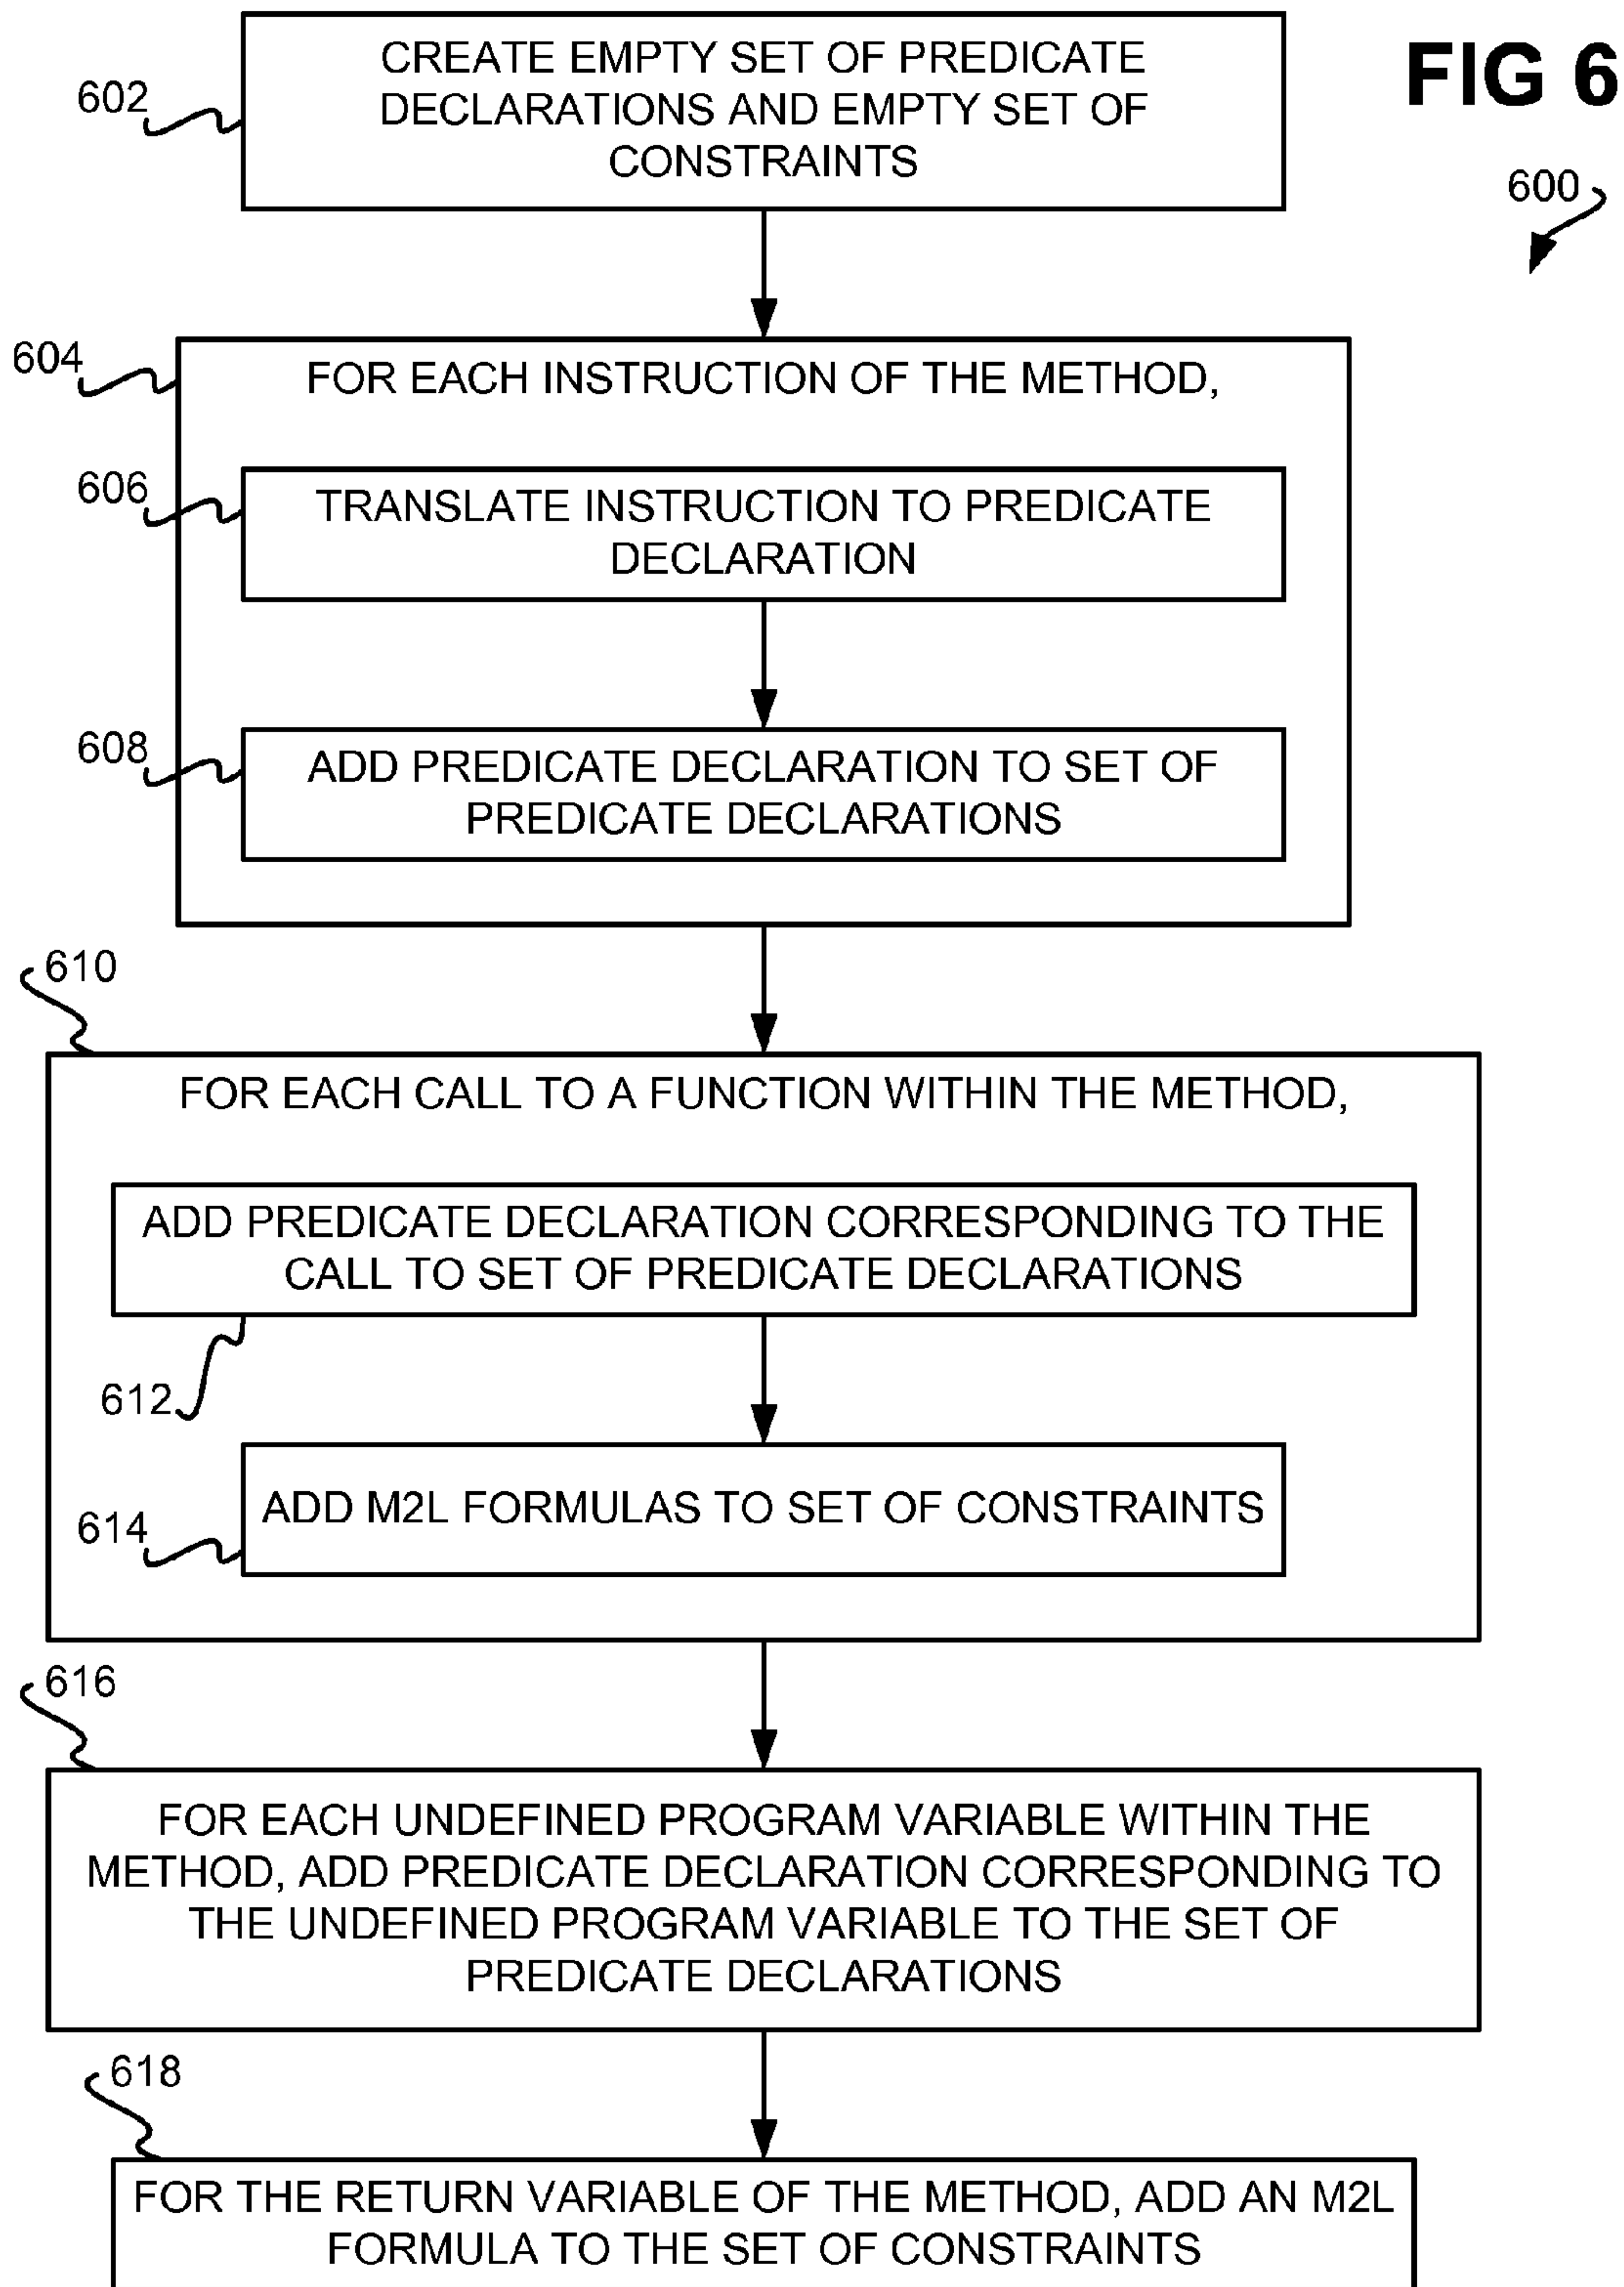 FIG 6
600
602
CREATE EMPTY SET OF PREDICATE
DECLARATIONS AND EMPTY SET OF
CONSTRAINTS
604
FOR EACH INSTRUCTION OF THE METHOD,
606
TRANSLATE INSTRUCTION TO PREDICATE
DECLARATION
608
ADD PREDICATE DECLARATION TO SET OF
PREDICATE DECLARATIONS
610
FOR EACH CALL TO A FUNCTION WITHIN THE METHOD,
ADD PREDICATE DECLARATION CORRESPONDING TO THE
CALL TO SET OF PREDICATE DECLARATIONS
612
ADD M2L FORMULAS TO SET OF CONSTRAINTS
614
616
FOR EACH UNDEFINED PROGRAM VARIABLE WITHIN THE
METHOD, ADD PREDICATE DECLARATION CORRESPONDING TO
THE UNDEFINED PROGRAM VARIABLE TO THE SET OF
PREDICATE DECLARATIONS
618
FOR THE RETURN VARIABLE OF THE METHOD, ADD AN M2L
FORMULA TO THE SET OF CONSTRAINTS